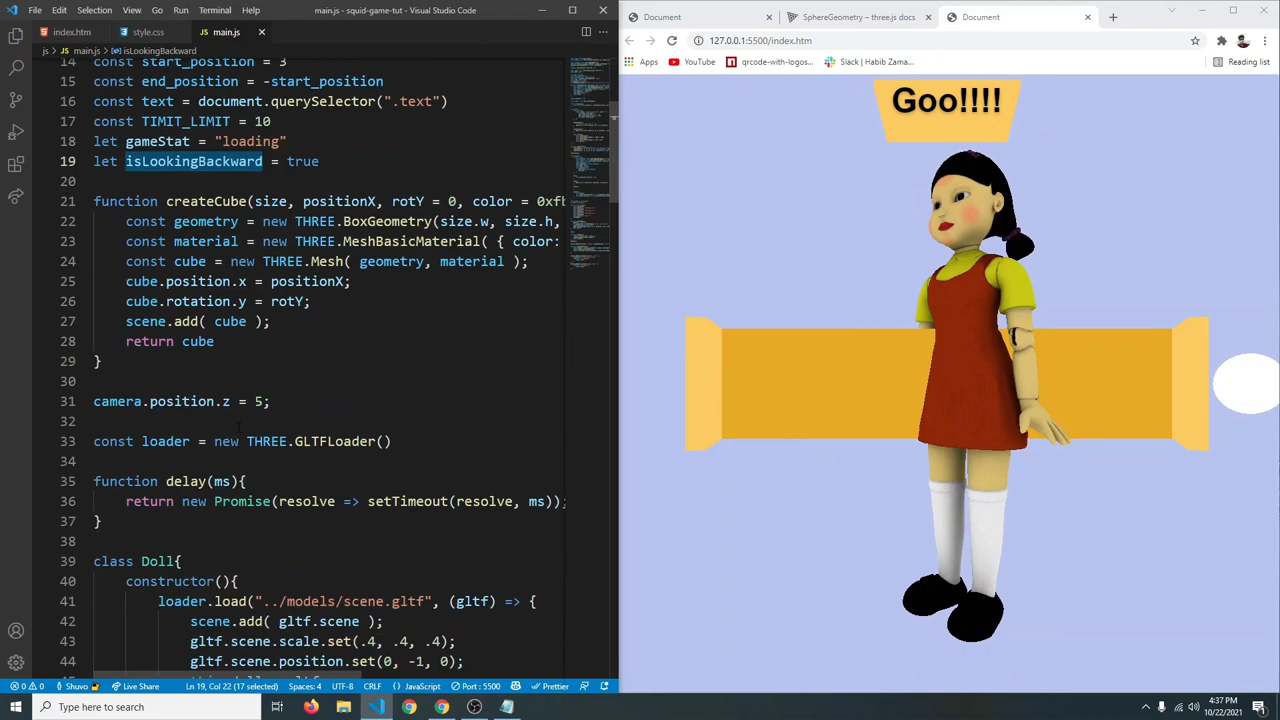 File Edit Selection View Go Run Terminal Help main.js - squid-game-tut - Visual Studio Code
index.htm style.css main.js
js > main.js > isLookingBackward
14 const start_position = 3
15 const end_position = -start_position
16 const text = document.querySelector(".text")
17 const TIMIT_LIMIT = 10
18 let gamestat = "loading"
19 let isLookingBackward = true
20
21 function createCube(size, positionX, rotY = 0, color = 0xf
22 const geometry = new THREE.BoxGeometry(size.w, size.h,
23 const material = new THREE.MeshBasicMaterial( { color:
24 const cube = new THREE.Mesh( geometry, material );
25 cube.position.x = positionX;
26 cube.rotation.y = rotY;
27 scene.add( cube );
28 return cube
29 }
30
31 camera.position.z = 5;
32
33 const loader = new THREE.GLTFLoader()
34
35 function delay(ms){
36 return new Promise(resolve => setTimeout(resolve, ms));
37 }
38
39 class Doll{
40 constructor(){
41 loader.load("../models/scene.gltf", (gltf) => {
42 scene.add( gltf.scene );
43 gltf.scene.scale.set(.4, .4, .4);
44 gltf.scene.position.set(0, -1, 0);
0 0 Shuvo Live Share Ln 19, Col 22 (17 selected) Spaces: 4 UTF-8 CRLF JavaScript Port : 5500 Prettier
Document SphereGeometry – three.js docs Document
127.0.0.1:5500/index.htm
Apps YouTube qrcode-with-logos... Slack | Habib Zama... Reading list
Goo!!!!
Type here to search
4:37 PM
10/22/2021